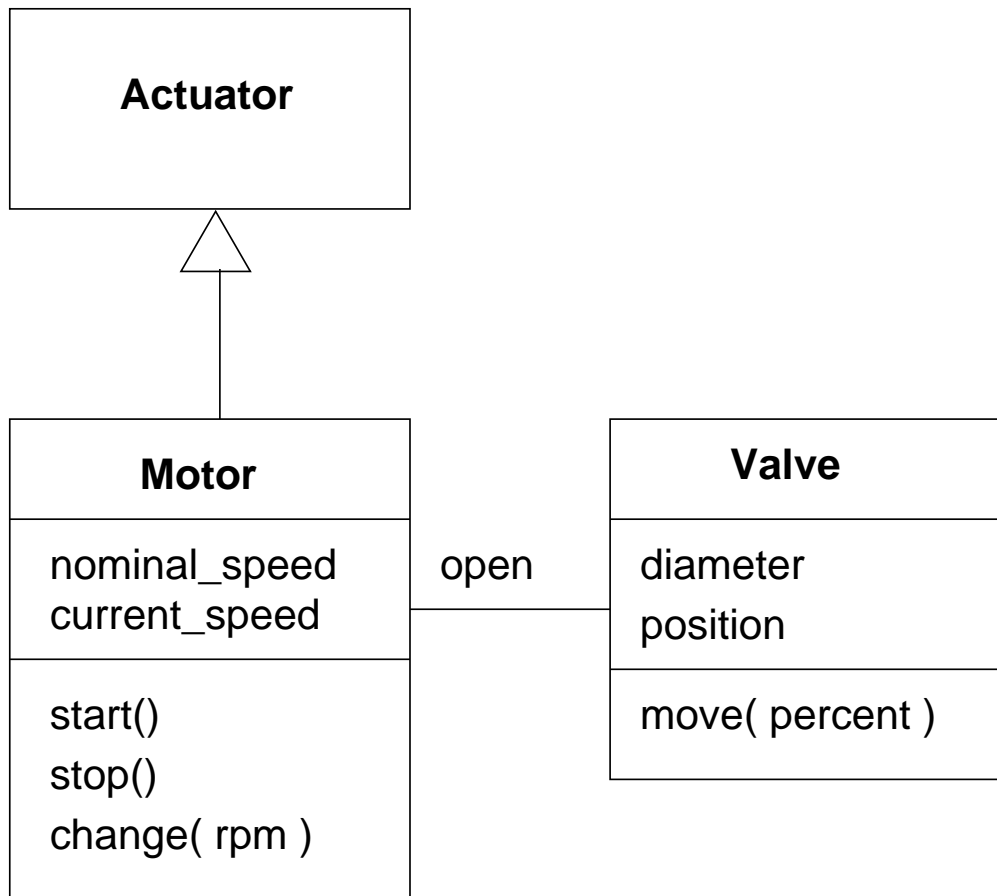 Actuator
Motor
nominal_speed
current_speed
start()
stop()
change( rpm )
open
Valve
diameter
position
move( percent )